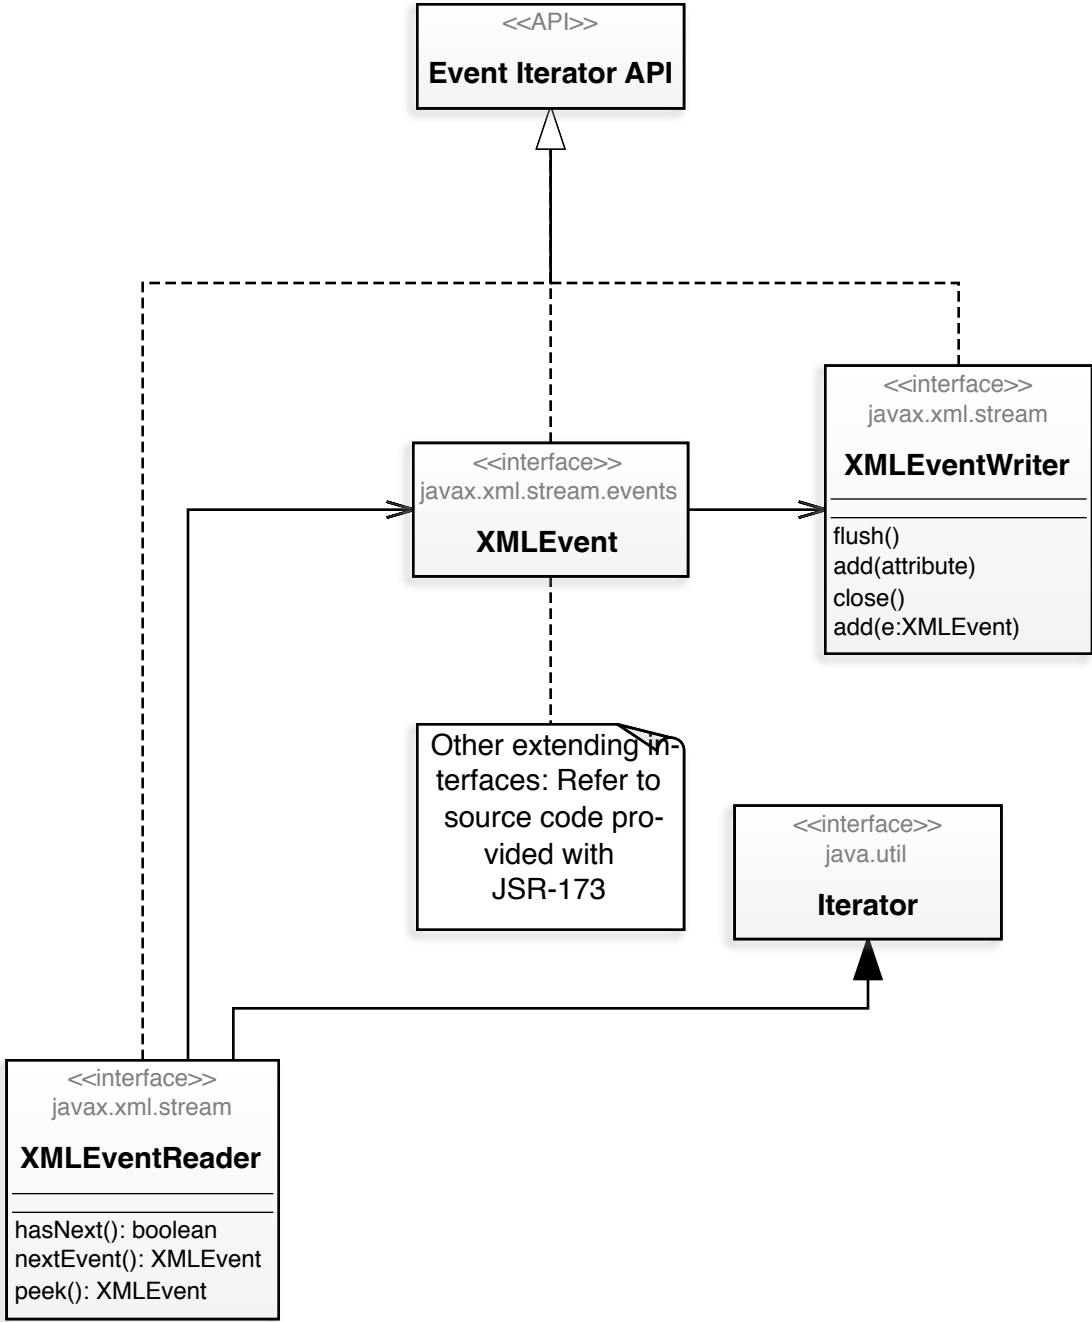 <<API>>
Event Iterator API
<<interface>>
javax.xml.stream
XMLEventWriter
flush()
add(attribute)
close()
add(e:XMLEvent)
<<interface>>
javax.xml.stream.events
XMLEvent
Other extending in-
terfaces: Refer to
source code pro-
vided with
JSR-173
<<interface>>
java.util
Iterator
<<interface>>
javax.xml.stream
XMLEventReader
hasNext(): boolean
nextEvent(): XMLEvent
peek(): XMLEvent